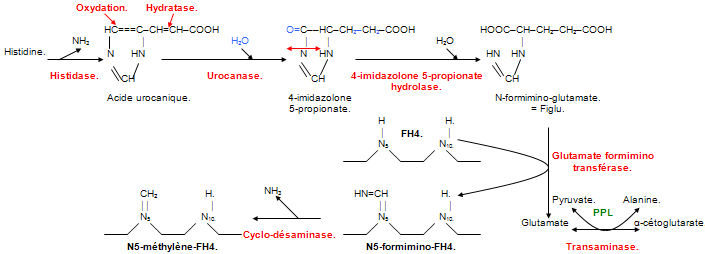 Oxydation. Hydratase.
HC===C-CH=CH-COOH
O=C---HC-CH₂-CH₂-COOH
HOOC-CH-CH₂-CH₂-COOH
Histidine.
NH₃
H₂O
H₂O
N HN
N HN
HN HN
Histidase.
Urocanase.
4-imidazolone 5-propionate
hydrolase.
CH
CH
CH
Acide urocanique.
4-imidazolone
5-propionate.
N-formimino-glutamate.
= Figlu.
H H.
FH4.
N₅ N₁₀.
Glutamate formimino
transférase.
CH₂ H.
NH₃
HN=CH H.
Pyruvate. Alanine.
PPL
N₅ N₁₀.
N₅ N₁₀.
Glutamate α-cétoglutarate
Cyclo-désaminase.
N5-méthylène-FH4.
N5-formimino-FH4.
Transaminase.